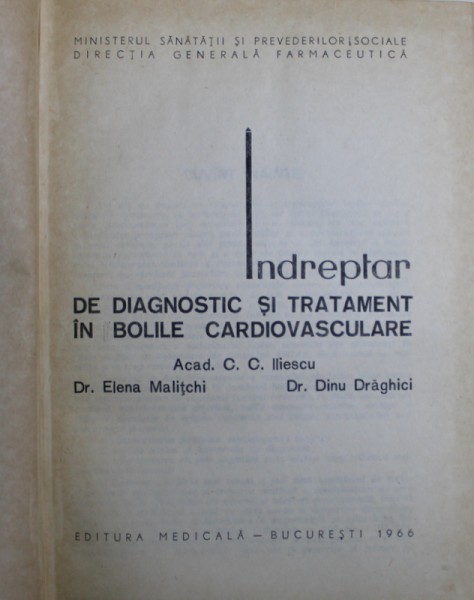 MINISTERUL SĂNĂTĂȚII ȘI PREVEDERILOR SOCIALE
DIRECȚIA GENERALĂ FARMACEUTICĂ
Îndreptar
DE DIAGNOSTIC ȘI TRATAMENT
ÎN BOLILE CARDIOVASCULARE
Acad. C. C. Iliescu
Dr. Elena Malițchi Dr. Dinu Drăghici
EDITURA MEDICALĂ — BUCUREȘTI 1966